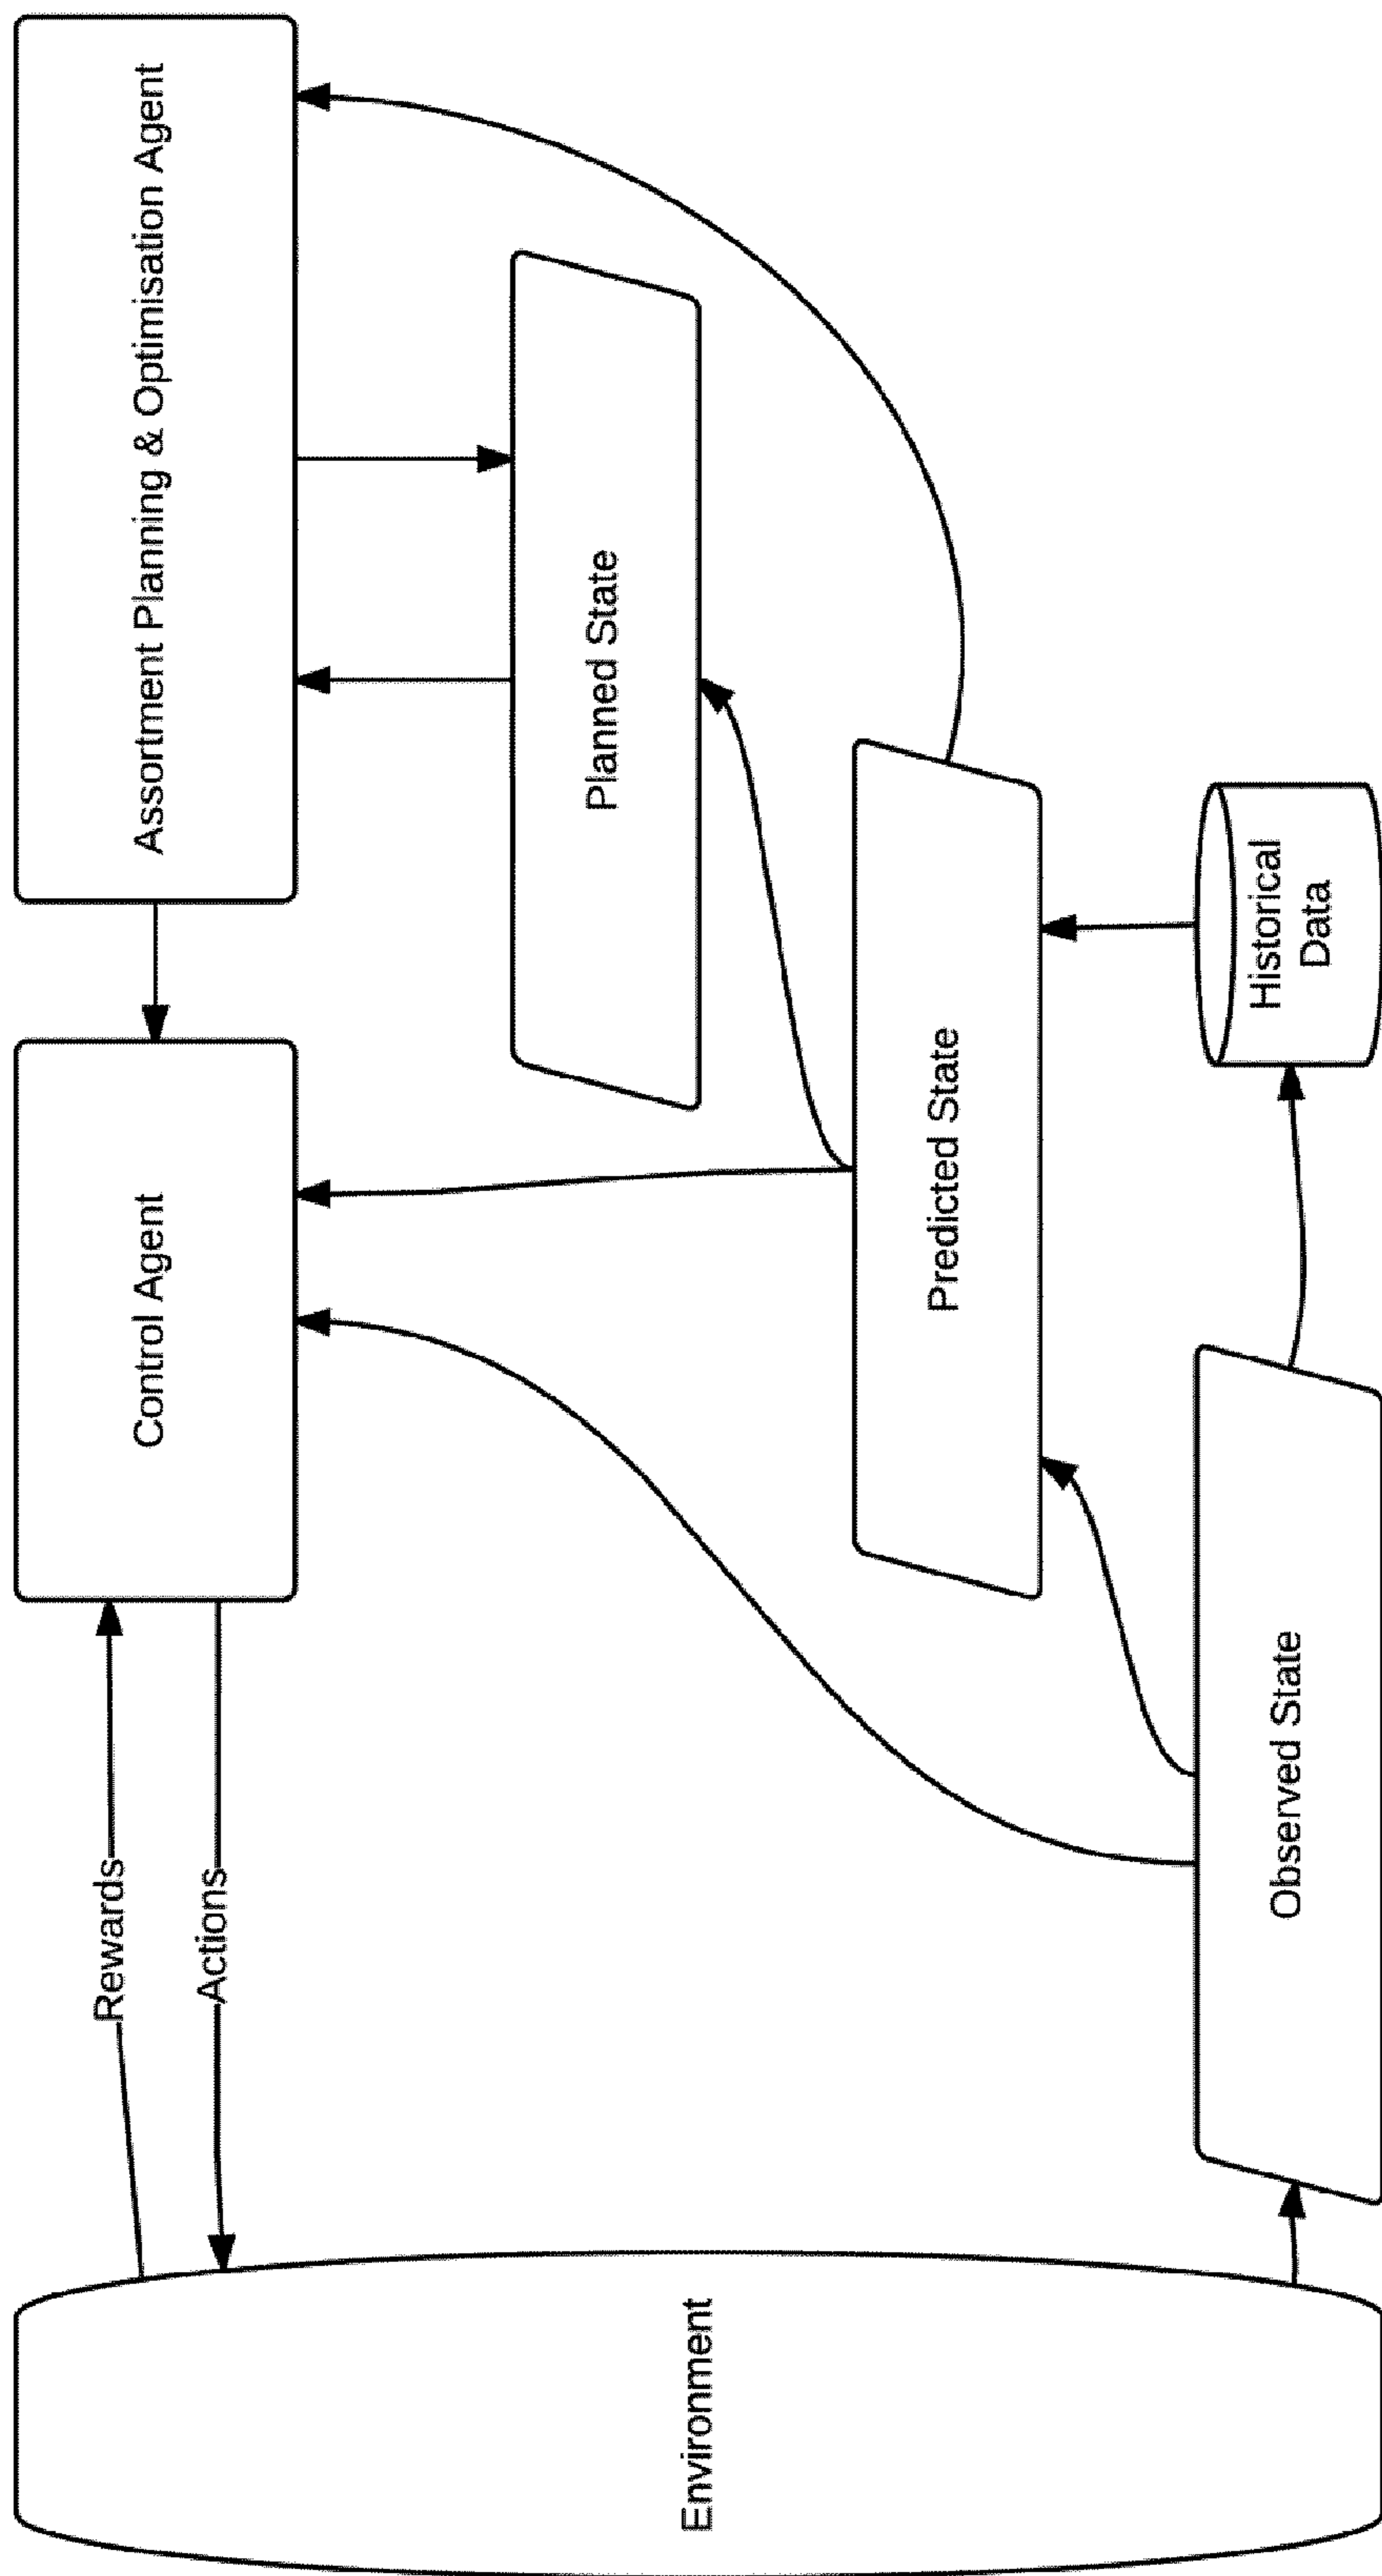 Environment
Rewards
Actions
Control Agent
Assortment Planning & Optimisation Agent
Planned State
Predicted State
Observed State
Historical
Data